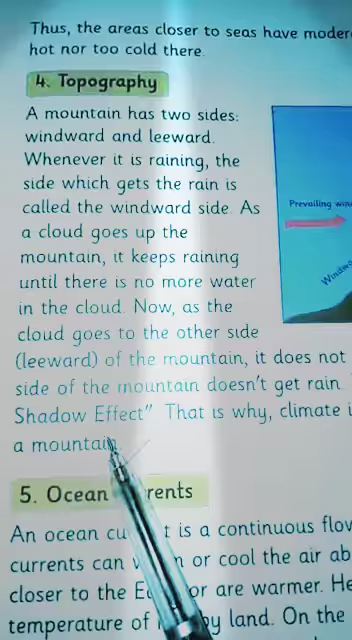 Thus, the areas closer to seas have moder
hot nor too cold there.
4. Topography
A mountain has two sides:
windward and leeward.
Whenever it is raining, the
side which gets the rain is
called the windward side. As
a cloud goes up the
mountain, it keeps raining
until there is no more water
in the cloud. Now, as the
cloud goes to the other side
(leeward) of the mountain, it does not
side of the mountain doesn't get rain
Shadow Effect" That is why, climate i
a mountain.
Prevailing win
Windw
5. Ocean rents
An ocean cu t is a continuous flow
currents can n or cool the air ab
closer to the E or are warmer. He
temperature of by land. On the